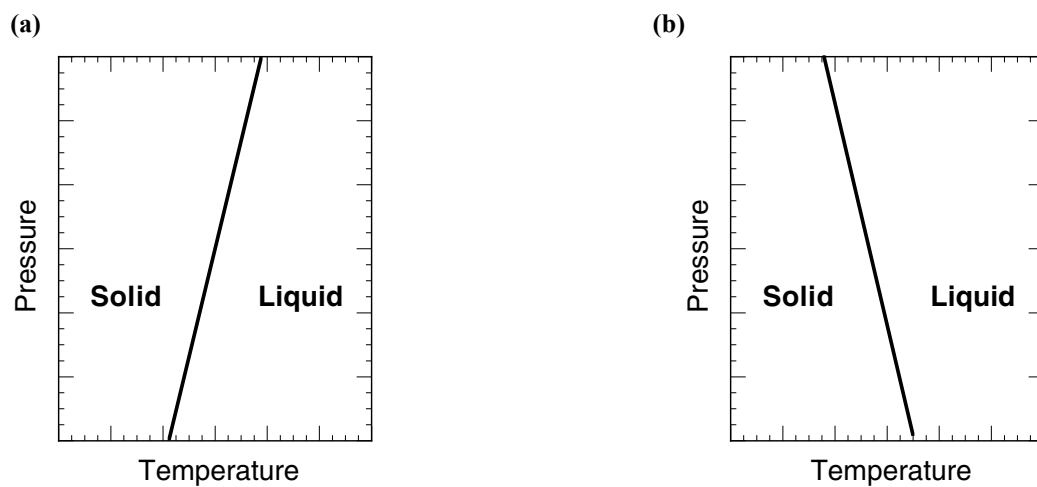 (a)
Pressure
Solid
Liquid
Temperature
(b)
Pressure
Solid
Liquid
Temperature